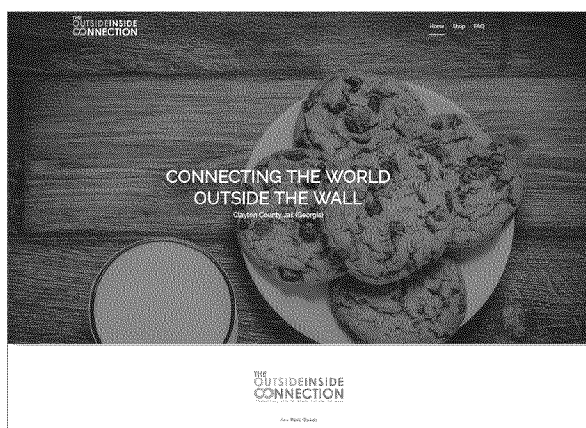 THE
OUTSIDEINSIDE
CONNECTION
Home Shop FAQ
CONNECTING THE WORLD
OUTSIDE THE WALL
Clayton County Jail (Georgia)
THE
OUTSIDEINSIDE
CONNECTION